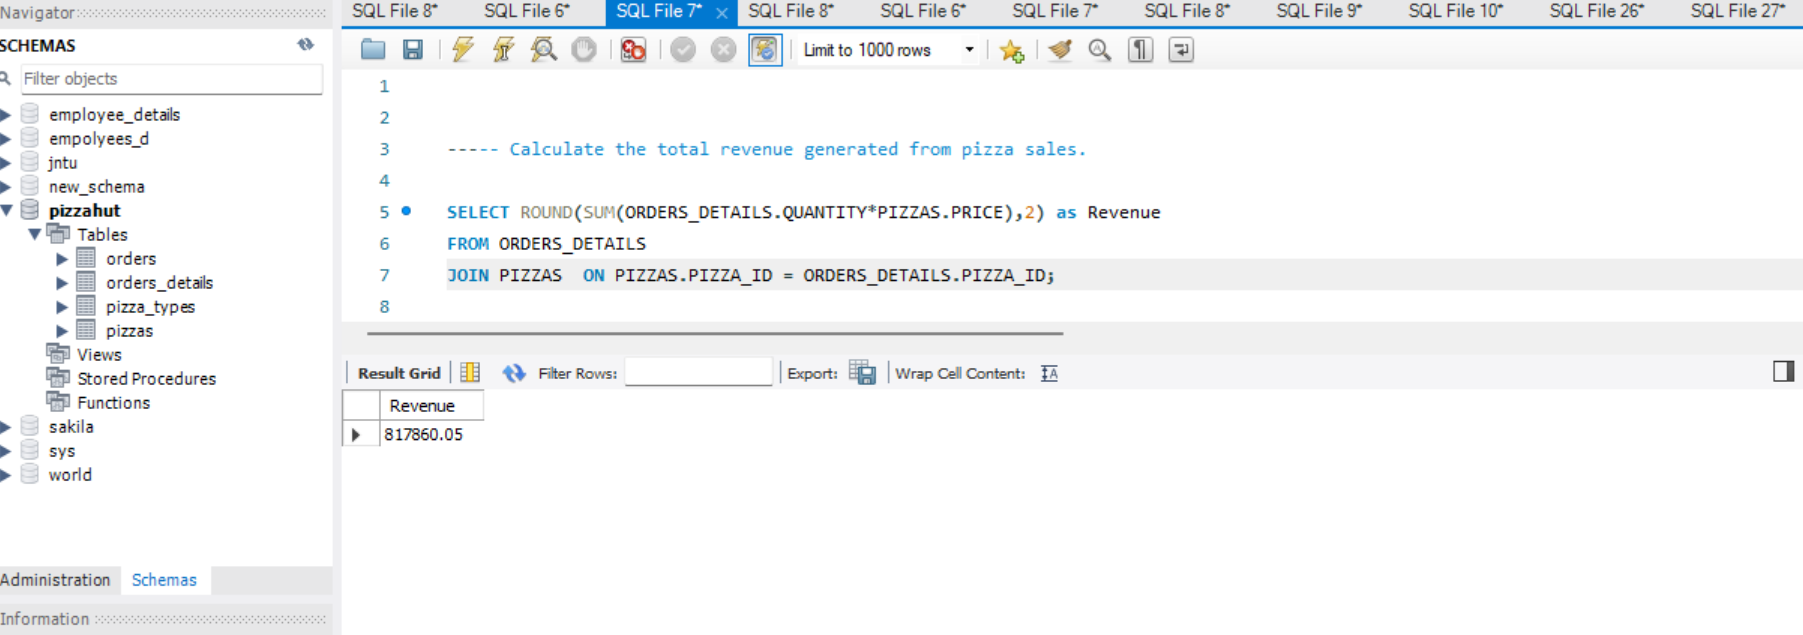 Navigator
SCHEMAS
Filter objects
employee_details
empolyees_d
jntu
new_schema
pizzahut
Tables
orders
orders_details
pizza_types
pizzas
Views
Stored Procedures
Functions
sakila
sys
world
Administration Schemas
Information
SQL File 8* SQL File 6* SQL File 7* × SQL File 8* SQL File 6* SQL File 7* SQL File 8* SQL File 9* SQL File 10* SQL File 26* SQL File 27*
Limit to 1000 rows
1
2
3 ----- Calculate the total revenue generated from pizza sales.
4
5 SELECT ROUND(SUM(ORDERS_DETAILS.QUANTITY*PIZZAS.PRICE),2) as Revenue
6 FROM ORDERS_DETAILS
7 JOIN PIZZAS  ON PIZZAS.PIZZA_ID = ORDERS_DETAILS.PIZZA_ID;
8
Result Grid Filter Rows: Export: Wrap Cell Content: IA
Revenue
817860.05